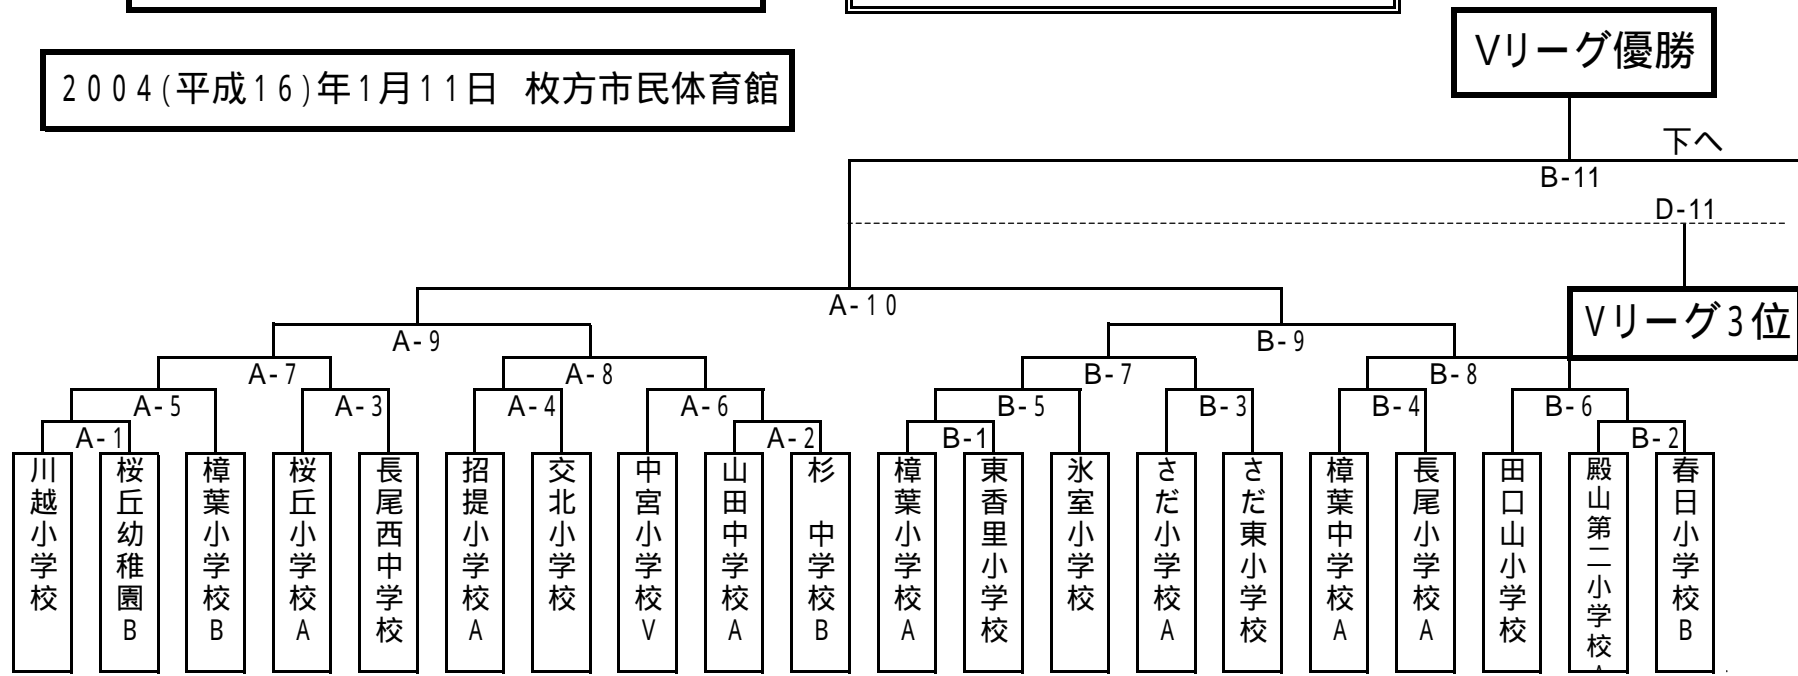 Vリーグ優勝
2004(平成16)年1月11日 枚方市民体育館
下へ
B-11
D-11
A-10
Vリーグ3位
A-9
B-9
A-7
A-8
B-7
B-8
A-5
A-3
A-4
A-6
B-5
B-3
B-4
B-6
A-1
A-2
B-1
B-2
川越小学校
桜丘幼稚園B
樟葉小学校B
桜丘小学校A
長尾西中学校
招提小学校A
交北小学校
中宮小学校V
山田中学校A
杉 中学校B
樟葉小学校A
東香里小学校
氷室小学校
さだ小学校A
さだ東小学校
樟葉中学校A
長尾小学校A
田口山小学校
殿山第二小学校
春日小学校B